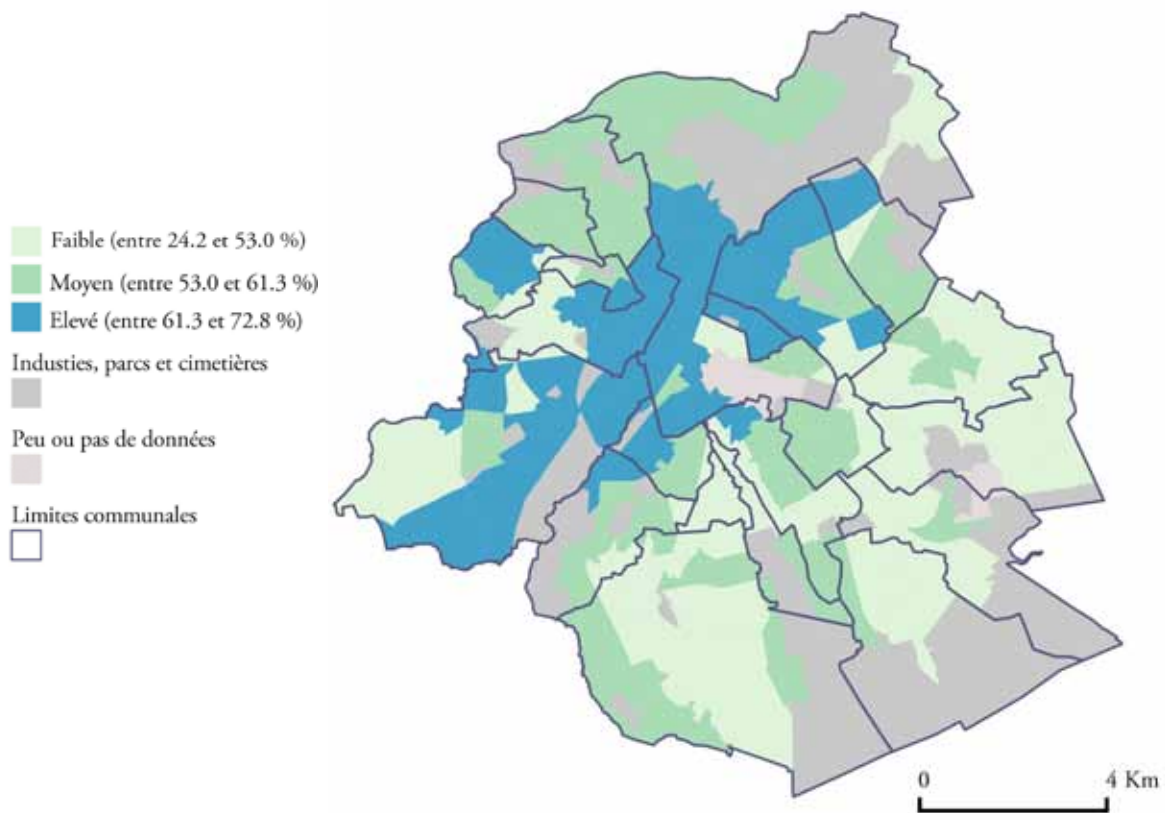 Faible (entre 24.2 et 53.0 %)
Moyen (entre 53.0 et 61.3 %)
Elevé (entre 61.3 et 72.8 %)
Industies, parcs et cimetières
Peu ou pas de données
Limites communales
0 4 Km